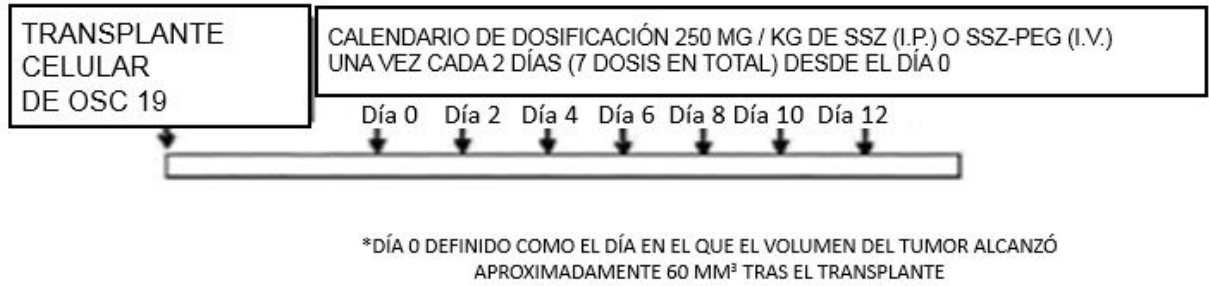 TRANSPLANTE
CELULAR
DE OSC 19
CALENDARIO DE DOSIFICACIÓN 250 MG / KG DE SSZ (I.P.) O SSZ-PEG (I.V.)
UNA VEZ CADA 2 DÍAS (7 DOSIS EN TOTAL) DESDE EL DÍA 0
Día 0 Día 2 Día 4 Día 6 Día 8 Día 10 Día 12
*DÍA 0 DEFINIDO COMO EL DÍA EN EL QUE EL VOLUMEN DEL TUMOR ALCANZÓ
APROXIMADAMENTE 60 MM³ TRAS EL TRANSPLANTE